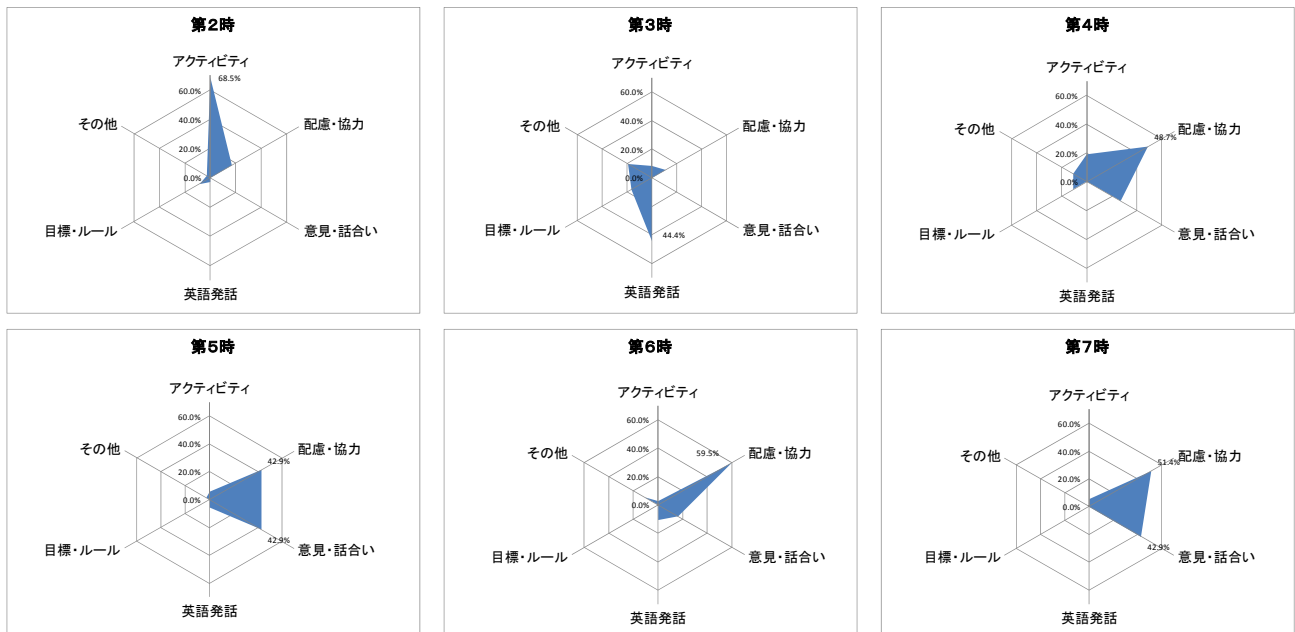 第2時
アクティビティ
68.5%
60.0%
その他
配慮・協力
40.0%
20.0%
0.0%
目標・ルール
意見・話合い
英語発話
第3時
アクティビティ
60.0%
その他
配慮・協力
40.0%
20.0%
0.0%
目標・ルール
意見・話合い
44.4%
英語発話
第4時
アクティビティ
60.0%
その他
配慮・協力
48.7%
40.0%
20.0%
0.0%
目標・ルール
意見・話合い
英語発話
第5時
アクティビティ
60.0%
その他
配慮・協力
42.9%
40.0%
20.0%
0.0%
42.9%
目標・ルール
意見・話合い
英語発話
第6時
アクティビティ
60.0%
その他
59.5%
配慮・協力
40.0%
20.0%
0.0%
目標・ルール
意見・話合い
英語発話
第7時
アクティビティ
60.0%
その他
配慮・協力
51.4%
40.0%
20.0%
0.0%
目標・ルール
意見・話合い
42.9%
英語発話